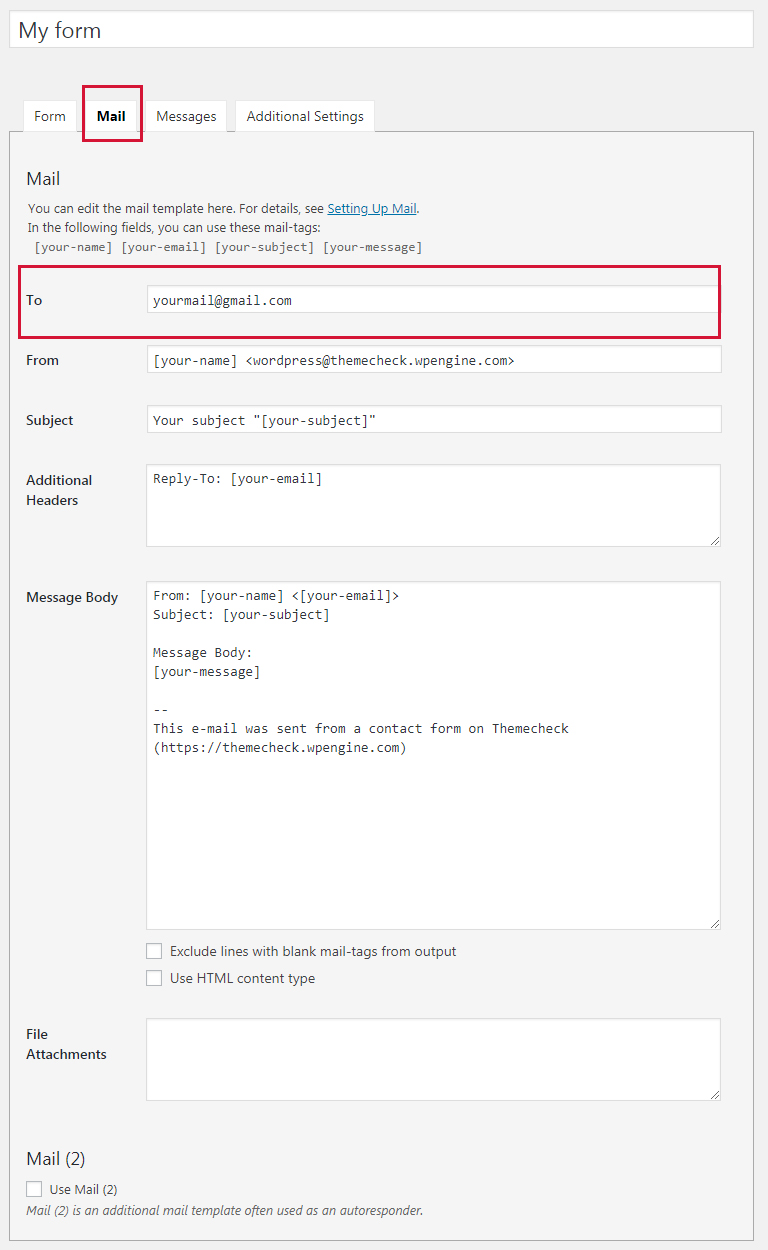 My form
Form Mail Messages Additional Settings
Mail
You can edit the mail template here. For details, see Setting Up Mail.
In the following fields, you can use these mail-tags:
[your-name] [your-email] [your-subject] [your-message]
To yourmail@gmail.com
From [your-name] <wordpress@themecheck.wpengine.com>
Subject Your subject "[your-subject]"
Additional Headers
Reply-To: [your-email]
Message Body
From: [your-name] <[your-email]>
Subject: [your-subject]
Message Body:
[your-message]
--
This e-mail was sent from a contact form on Themecheck
(https://themecheck.wpengine.com)
Exclude lines with blank mail-tags from output
Use HTML content type
File
Attachments
Mail (2)
Use Mail (2)
Mail (2) is an additional mail template often used as an autoresponder.